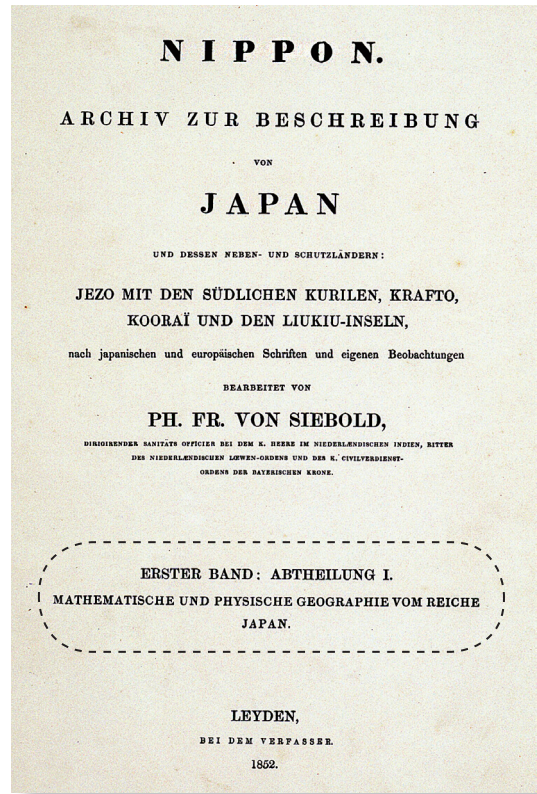 NIPPON.
ARCHIV ZUR BESCHREIBUNG
VON
JAPAN
UND DESSEN NEBEN- UND SCHUTZLÄNDERN:
JEZO MIT DEN SÜDLICHEN KURILEN, KRAFTO,
KOORAÏ UND DEN LIUKIU-INSELN,
nach japanischen und europäischen Schriften und eigenen Beobachtungen
BEARBEITET VON
PH. FR. VON SIEBOLD,
DIRIGIRENDER SANITÄTS OFFICIER BEI DEM K. HEERE IM NIEDERLÆNDISCHEN INDIEN, RITTER
DES NIEDERLÆNDISCHEN LŒWEN-ORDENS UND DES K. CIVILVERDIENST-
ORDENS DER BAYERISCHEN KRONE.
ERSTER BAND: ABTHEILUNG I.
MATHEMATISCHE UND PHYSISCHE GEOGRAPHIE VOM REICHE
JAPAN.
LEYDEN,
BEI DEM VERFASSER.
1852.